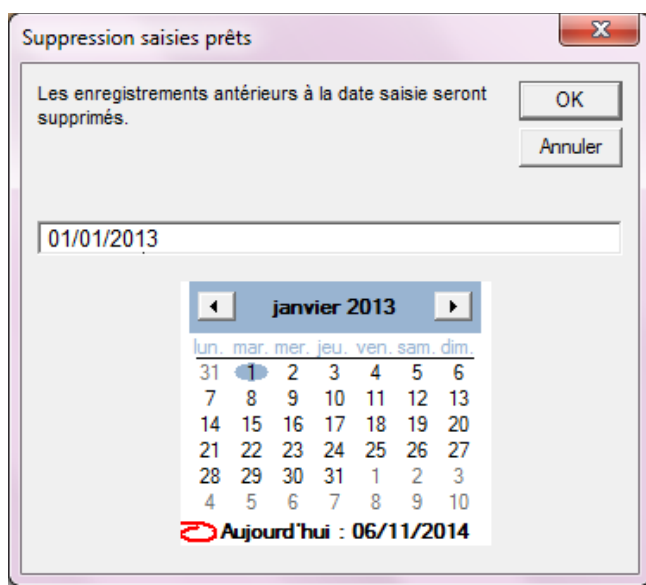 Suppression saisies prêts
Les enregistrements antérieurs à la date saisie seront
supprimés.
OK
Annuler
01/01/2013
janvier 2013
lun. mar. mer. jeu. ven. sam. dim.
31 1 2 3 4 5 6
7 8 9 10 11 12 13
14 15 16 17 18 19 20
21 22 23 24 25 26 27
28 29 30 31 1 2 3
4 5 6 7 8 9 10
Aujourd'hui : 06/11/2014